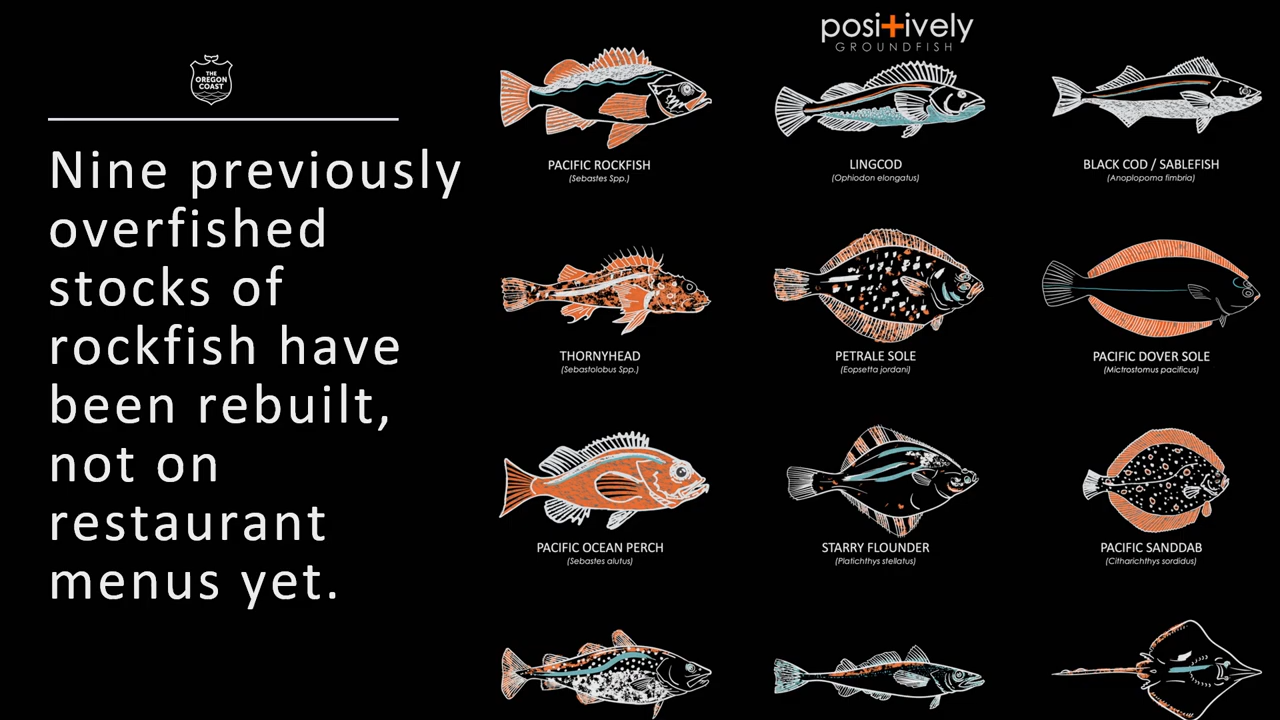 THE
OREGON
COAST
Nine previously
overfished
stocks of
rockfish have
been rebuilt,
not on
restaurant
menus yet.
posi+ively
GROUNDFISH
PACIFIC ROCKFISH
(Sebastes Spp.)
LINGCOD
(Ophiodon elongatus)
BLACK COD / SABLEFISH
(Anoplopoma fimbria)
THORNYHEAD
(Sebastolobus Spp.)
PETRALE SOLE
(Eopsetta jordani)
PACIFIC DOVER SOLE
(Mictrostomus pacificus)
PACIFIC OCEAN PERCH
(Sebastes alutus)
STARRY FLOUNDER
(Platichthys stellatus)
PACIFIC SANDDAB
(Citharichthys sordidus)